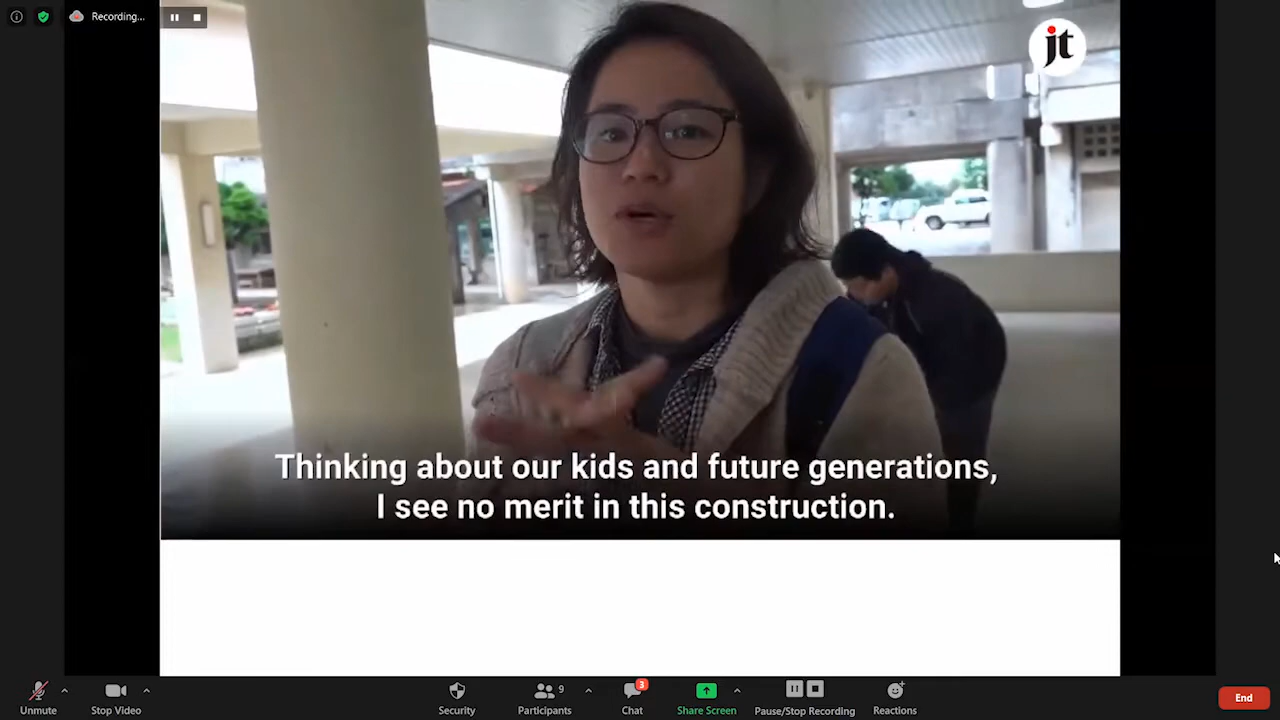 Recording...
jt
Thinking about our kids and future generations,
I see no merit in this construction.
Unmute
Stop Video
Security
Participants
9
Chat
3
Share Screen
Pause/Stop Recording
Reactions
End